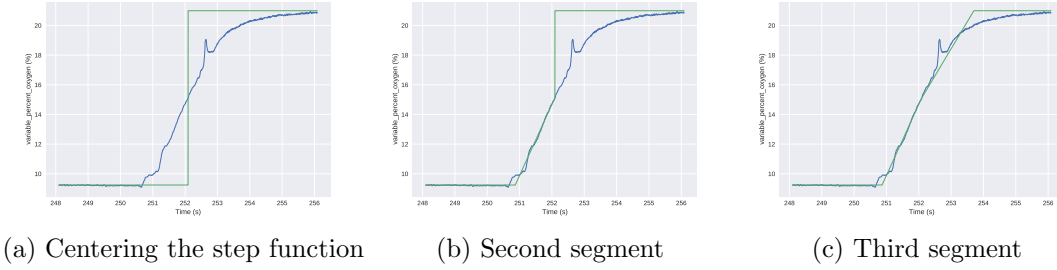 20
18
16
14
12
10
variable_percent_oxygen (%)
248 249 250 251 252 253 254 255 256
Time (s)
(a) Centering the step function
20
18
16
14
12
10
variable_percent_oxygen (%)
248 249 250 251 252 253 254 255 256
Time (s)
(b) Second segment
20
18
16
14
12
10
variable_percent_oxygen (%)
248 249 250 251 252 253 254 255 256
Time (s)
(c) Third segment